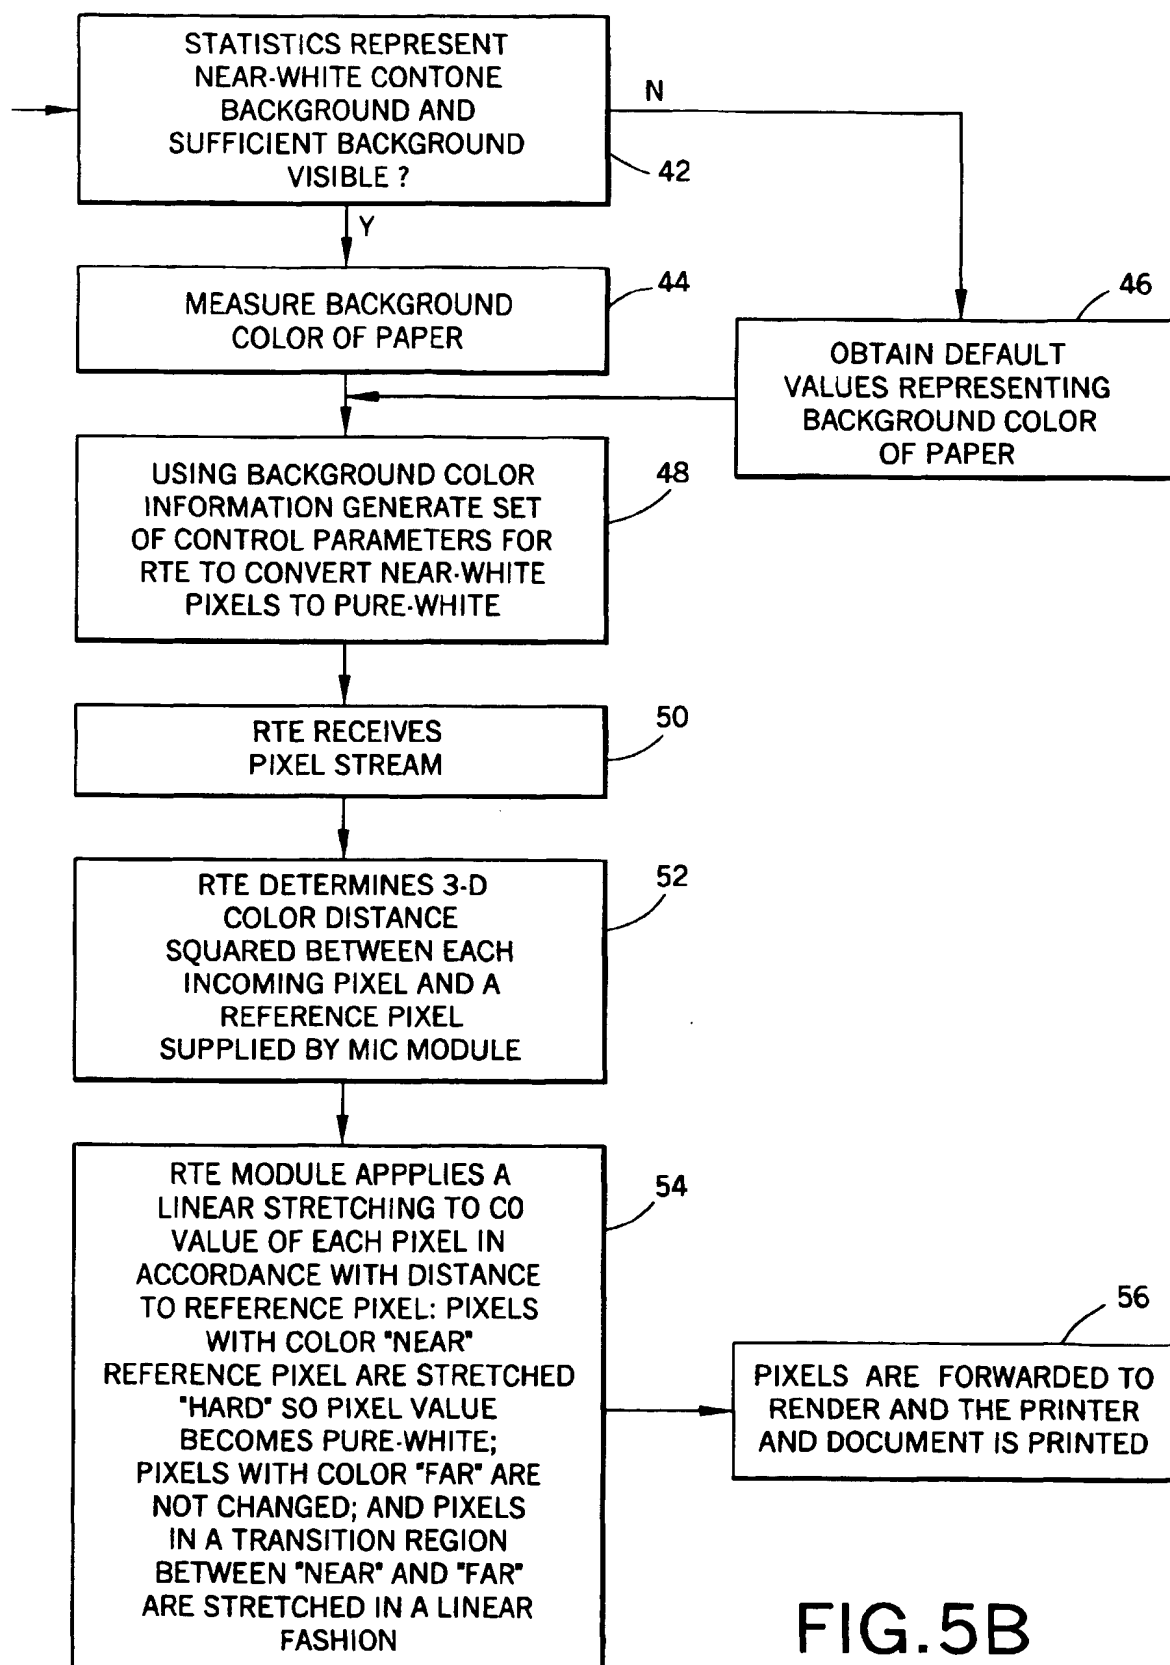 STATISTICS REPRESENT
NEAR-WHITE CONTONE
BACKGROUND AND
SUFFICIENT BACKGROUND
VISIBLE ?
N
42
Y
44
MEASURE BACKGROUND
COLOR OF PAPER
46
OBTAIN DEFAULT
VALUES REPRESENTING
BACKGROUND COLOR
OF PAPER
48
USING BACKGROUND COLOR
INFORMATION GENERATE SET
OF CONTROL PARAMETERS FOR
RTE TO CONVERT NEAR-WHITE
PIXELS TO PURE-WHITE
50
RTE RECEIVES
PIXEL STREAM
52
RTE DETERMINES 3-D
COLOR DISTANCE
SQUARED BETWEEN EACH
INCOMING PIXEL AND A
REFERENCE PIXEL
SUPPLIED BY MIC MODULE
54
RTE MODULE APPPLIES A
LINEAR STRETCHING TO CO
VALUE OF EACH PIXEL IN
ACCORDANCE WITH DISTANCE
TO REFERENCE PIXEL: PIXELS
WITH COLOR "NEAR"
REFERENCE PIXEL ARE STRETCHED
"HARD" SO PIXEL VALUE
BECOMES PURE-WHITE;
PIXELS WITH COLOR "FAR" ARE
NOT CHANGED; AND PIXELS
IN A TRANSITION REGION
BETWEEN "NEAR" AND "FAR"
ARE STRETCHED IN A LINEAR
FASHION
56
PIXELS ARE FORWARDED TO
RENDER AND THE PRINTER
AND DOCUMENT IS PRINTED
FIG.5B